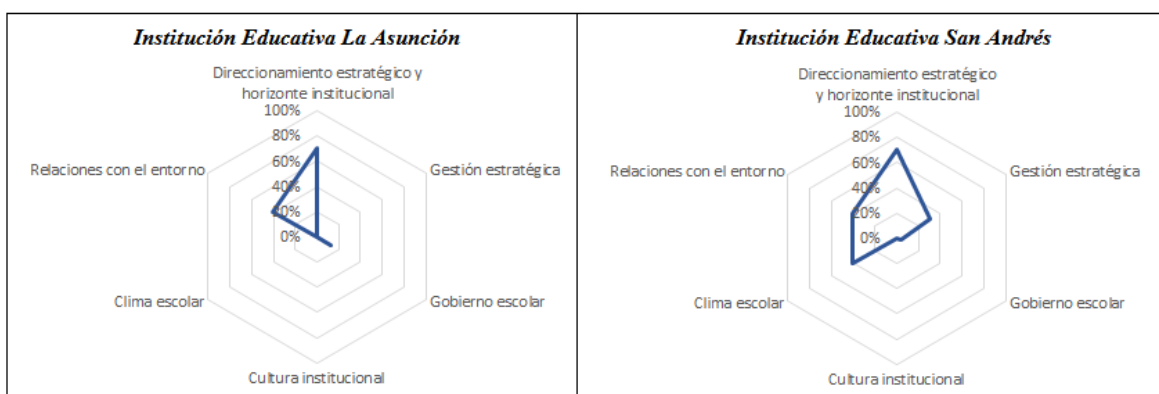 Institución Educativa La Asunción
Direccionamiento estratégico y
horizonte institucional
100%
80%
60%
40%
20%
0%
Relaciones con el entorno
Gestión estratégica
Clima escolar
Gobierno escolar
Cultura institucional
Institución Educativa San Andrés
Direccionamiento estratégico
y horizonte institucional
100%
80%
60%
40%
20%
0%
Relaciones con el entorno
Gestión estratégica
Clima escolar
Gobierno escolar
Cultura institucional